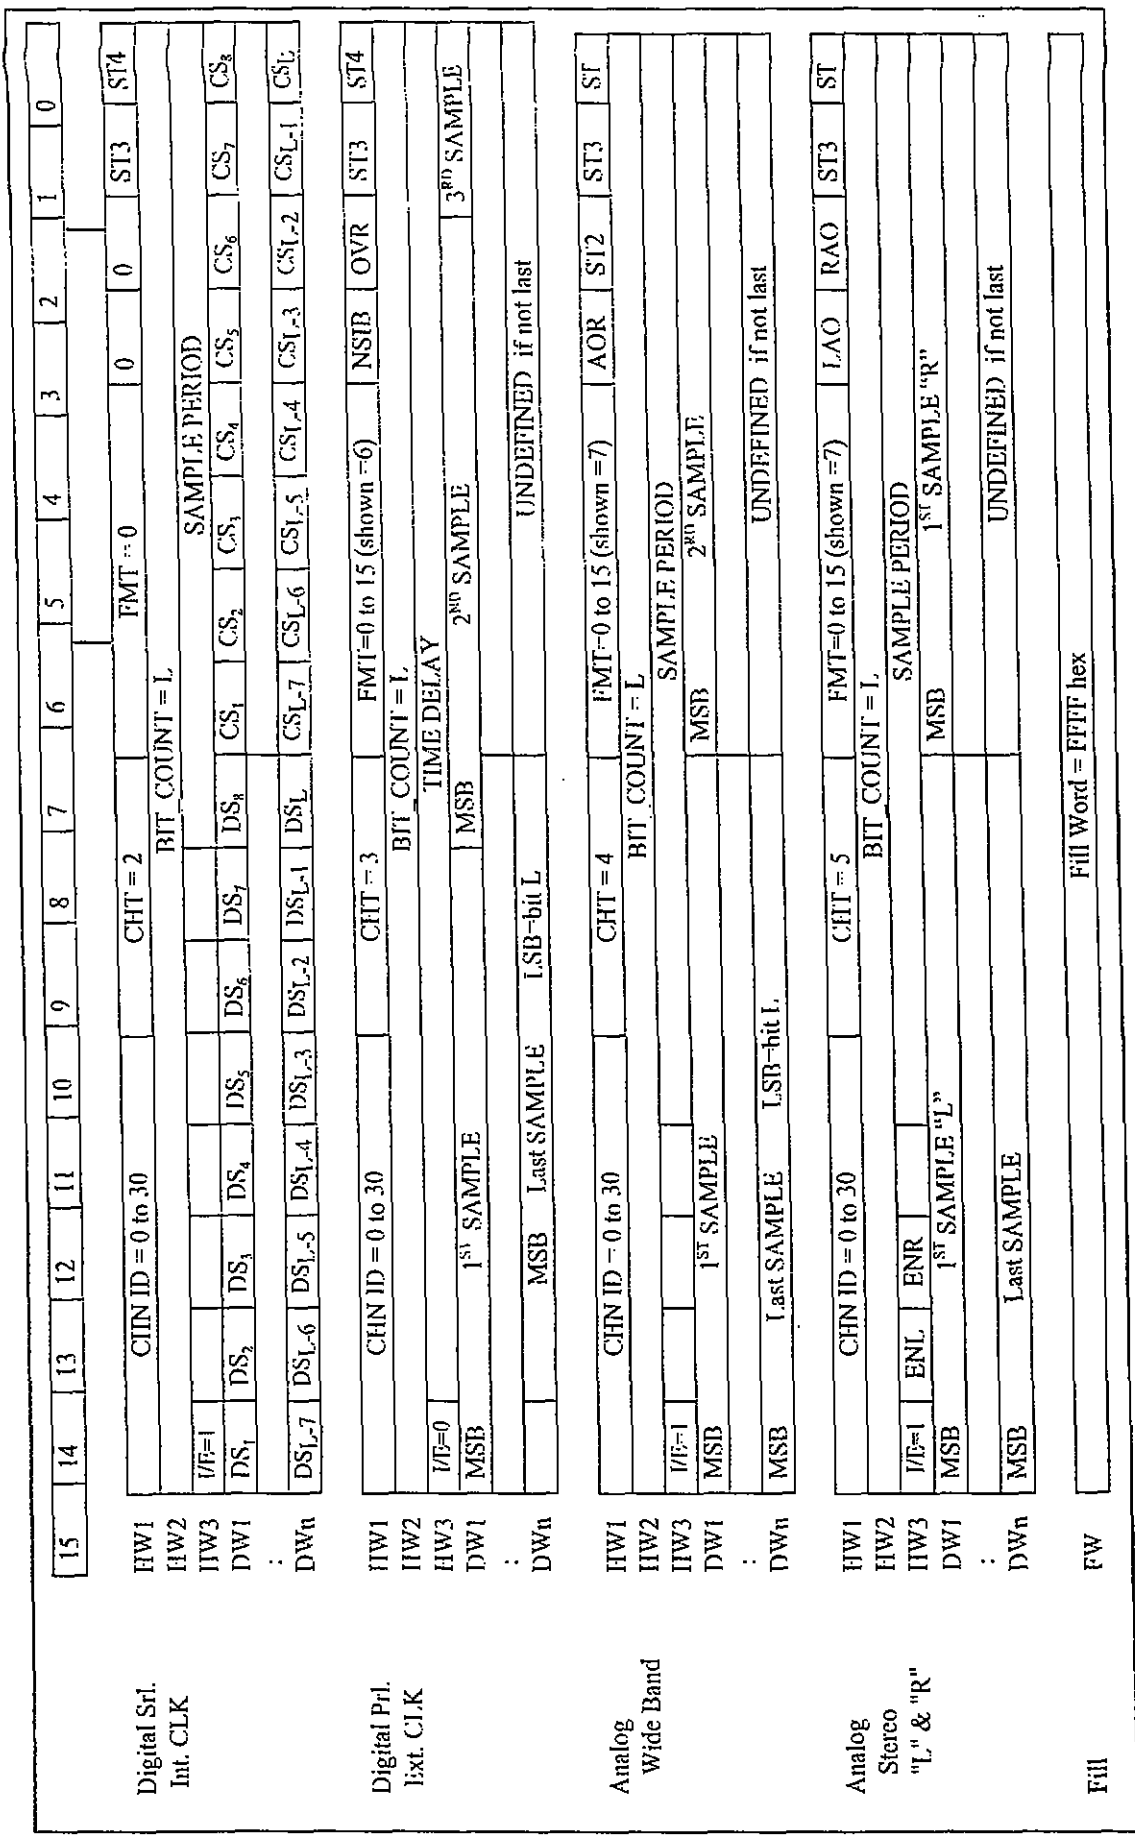 15 14 13 12 11 10 9 8 7 6 5 4 3 2 1 0
Digital Srl.
Int. CLK
HW1 CHN ID = 0 to 30 CHT = 2 FMT = 0 0 0 ST3 ST4
HW2 BIT COUNT = L
HW3 I/E=1 SAMPLE PERIOD
DW1 DS1 DS2 DS3 DS4 DS5 DS6 DS7 DS8 CS1 CS2 CS3 CS4 CS5 CS6 CS7 CS8
:
DWn DSL-7 DSL-6 DSL-5 DSL-4 DSL-3 DSL-2 DSL-1 DSL CSL-7 CSL-6 CSL-5 CSL-4 CSL-3 CSL-2 CSL-1 CSL
Digital Prl.
Ext. CLK
HW1 CHN ID = 0 to 30 CHT = 3 FMT=0 to 15 (shown =6) NSIB OVR ST3 ST4
HW2 BIT COUNT = L
HW3 I/E=0 TIME DELAY
DW1 MSB 1ST SAMPLE MSB 2ND SAMPLE 3RD SAMPLE
:
DWn MSB Last SAMPLE LSB=bit L UNDEFINED if not last
Analog
Wide Band
HW1 CHN ID = 0 to 30 CHT = 4 FMT=0 to 15 (shown =7) AOR ST2 ST3 ST
HW2 BIT COUNT = L
HW3 I/E=1 SAMPLE PERIOD
DW1 MSB 1ST SAMPLE MSB 2ND SAMPLE
:
DWn MSB Last SAMPLE LSB=bit L UNDEFINED if not last
Analog
Stereo
"L" & "R"
HW1 CHN ID = 0 to 30 CHT = 5 FMT=0 to 15 (shown =7) LAO RAO ST3 ST
HW2 BIT COUNT = L
HW3 I/E=1 ENL ENR SAMPLE PERIOD
DW1 MSB 1ST SAMPLE "L" MSB 1ST SAMPLE "R"
:
DWn MSB Last SAMPLE UNDEFINED if not last
Fill
FW Fill Word = FFFF hex